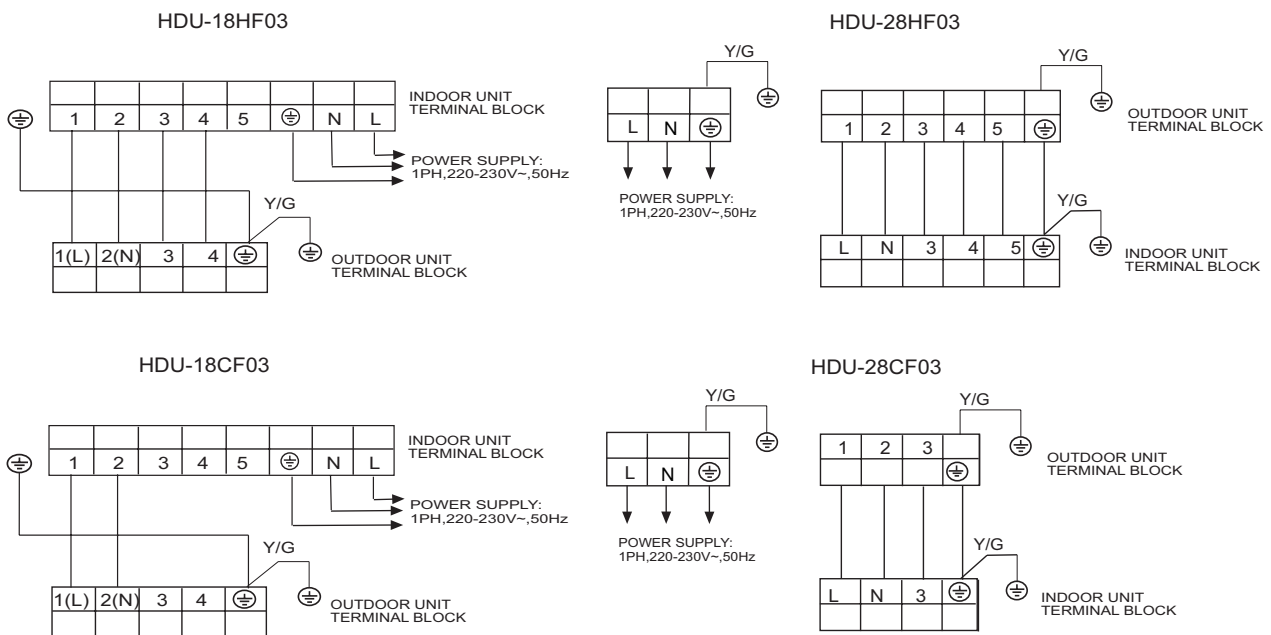 HDU-18HF03
INDOOR UNIT
TERMINAL BLOCK
1 2 3 4 5 N L
POWER SUPPLY:
1PH,220-230V~,50Hz
Y/G
1(L) 2(N) 3 4
OUTDOOR UNIT
TERMINAL BLOCK
HDU-28HF03
Y/G
L N
POWER SUPPLY:
1PH,220-230V~,50Hz
Y/G
1 2 3 4 5
OUTDOOR UNIT
TERMINAL BLOCK
Y/G
L N 3 4 5
INDOOR UNIT
TERMINAL BLOCK
HDU-18CF03
INDOOR UNIT
TERMINAL BLOCK
1 2 3 4 5 N L
POWER SUPPLY:
1PH,220-230V~,50Hz
Y/G
1(L) 2(N) 3 4
OUTDOOR UNIT
TERMINAL BLOCK
HDU-28CF03
Y/G
L N
POWER SUPPLY:
1PH,220-230V~,50Hz
Y/G
1 2 3
OUTDOOR UNIT
TERMINAL BLOCK
Y/G
L N 3
INDOOR UNIT
TERMINAL BLOCK